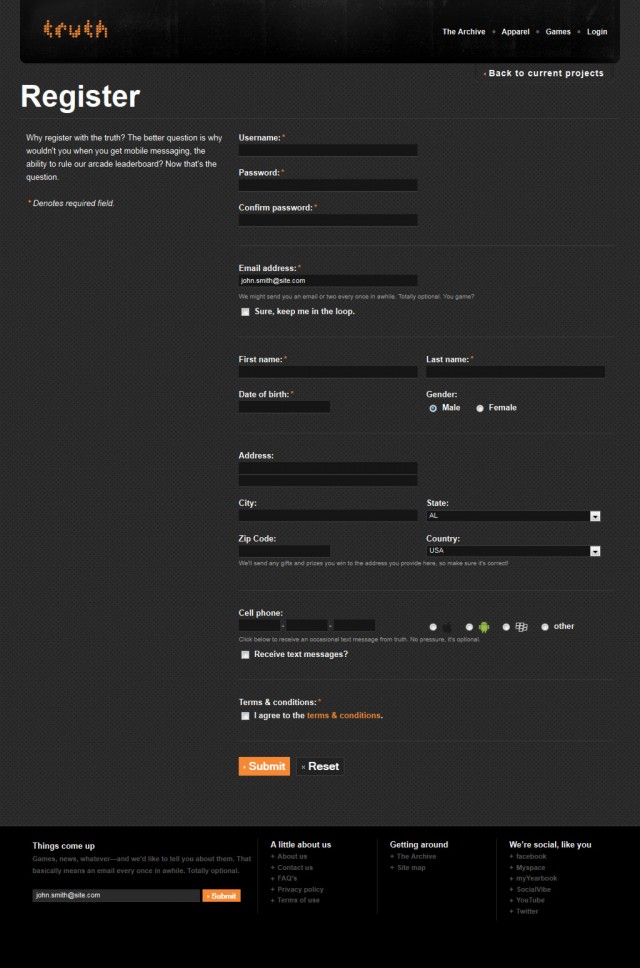 truth
The Archive + Apparel + Games + Login
Back to current projects
Register
Why register with the truth? The better question is why
wouldn't you when you get mobile messaging, the
ability to rule our arcade leaderboard? Now that's the
question.
* Denotes required field.
Username:*
Password:*
Confirm password:*
Email address:*
john.smith@site.com
We might send you an email or two every once in awhile. Totally optional. You game?
Sure, keep me in the loop.
First name:* Last name:*
Date of birth:* Gender:
Male Female
Address:
City: State:
AL
Zip Code: Country:
USA
We'll send any gifts and prizes you win to the address you provide here, so make sure it's correct!
Cell phone:
- - other
Click below to receive an occasional text message from truth. No pressure, it's optional.
Receive text messages?
Terms & conditions:*
I agree to the terms & conditions.
Submit × Reset
Things come up
Games, news, whatever—and we'd like to tell you about them. That
basically means an email every once in awhile. Totally optional.
john.smith@site.com Submit
A little about us
+ About us
+ Contact us
+ FAQ's
+ Privacy policy
+ Terms of use
Getting around
+ The Archive
+ Site map
We're social, like you
+ facebook
+ Myspace
+ myYearbook
+ SocialVibe
+ YouTube
+ Twitter